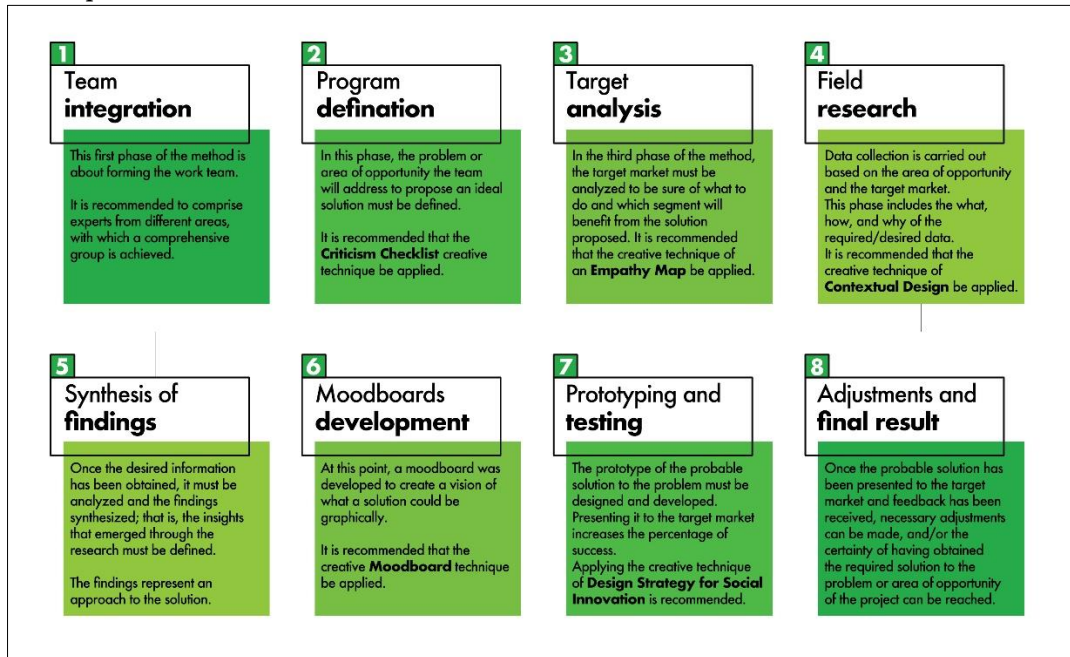 1
Team
integration
This first phase of the method is
about forming the work team.
It is recommended to comprise
experts from different areas,
with which a comprehensive
group is achieved.
2
Program
defination
In this phase, the problem or
area of opportunity the team
will address to propose an ideal
solution must be defined.
It is recommended that the
Criticism Checklist creative
technique be applied.
3
Target
analysis
In the third phase of the method,
the target market must be
analyzed to be sure of what to
do and which segment will
benefit from the solution
proposed. It is recommended
that the creative technique of
an Empathy Map be applied.
4
Field
research
Data collection is carried out
based on the area of opportunity
and the target market.
This phase includes the what,
how, and why of the
required/desired data.
It is recommended that the
creative technique of
Contextual Design be applied.
5
Synthesis of
findings
Once the desired information
has been obtained, it must be
analyzed and the findings
synthesized; that is, the insights
that emerged through the
research must be defined.
The findings represent an
approach to the solution.
6
Moodboards
development
At this point, a moodboard was
developed to create a vision of
what a solution could be
graphically.
It is recommended that the
creative Moodboard technique
be applied.
7
Prototyping and
testing
The prototype of the probable
solution to the problem must be
designed and developed.
Presenting it to the target market
increases the percentage of
success.
Applying the creative technique
of Design Strategy for Social
Innovation is recommended.
8
Adjustments and
final result
Once the probable solution has
been presented to the target
market and feedback has been
received, necessary adjustments
can be made, and/or the
certainty of having obtained
the required solution to the
problem or area of opportunity
of the project can be reached.